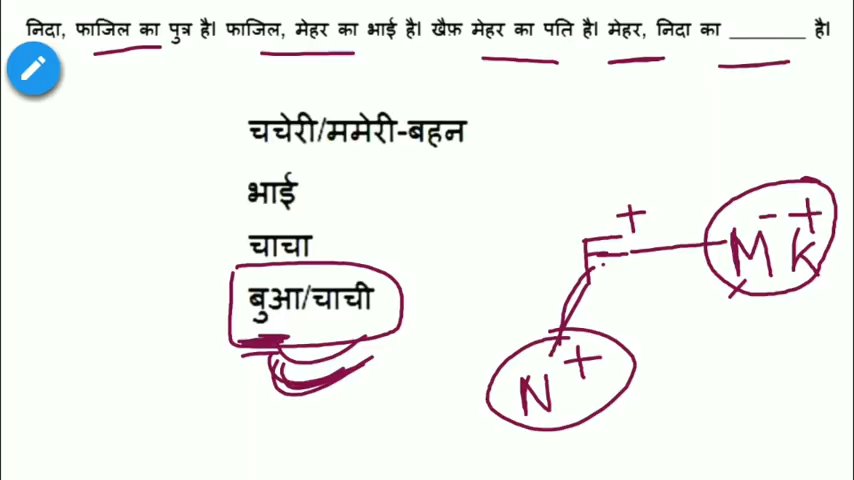 निदा, फाजिल का पुत्र है। फाजिल, मेहर का भाई है। खैफ़ मेहर का पति है। मेहर, निदा का ________ है।
चचेरी/ममेरी-बहन
भाई
चाचा
बुआ/चाची
F +
M - K +
N +